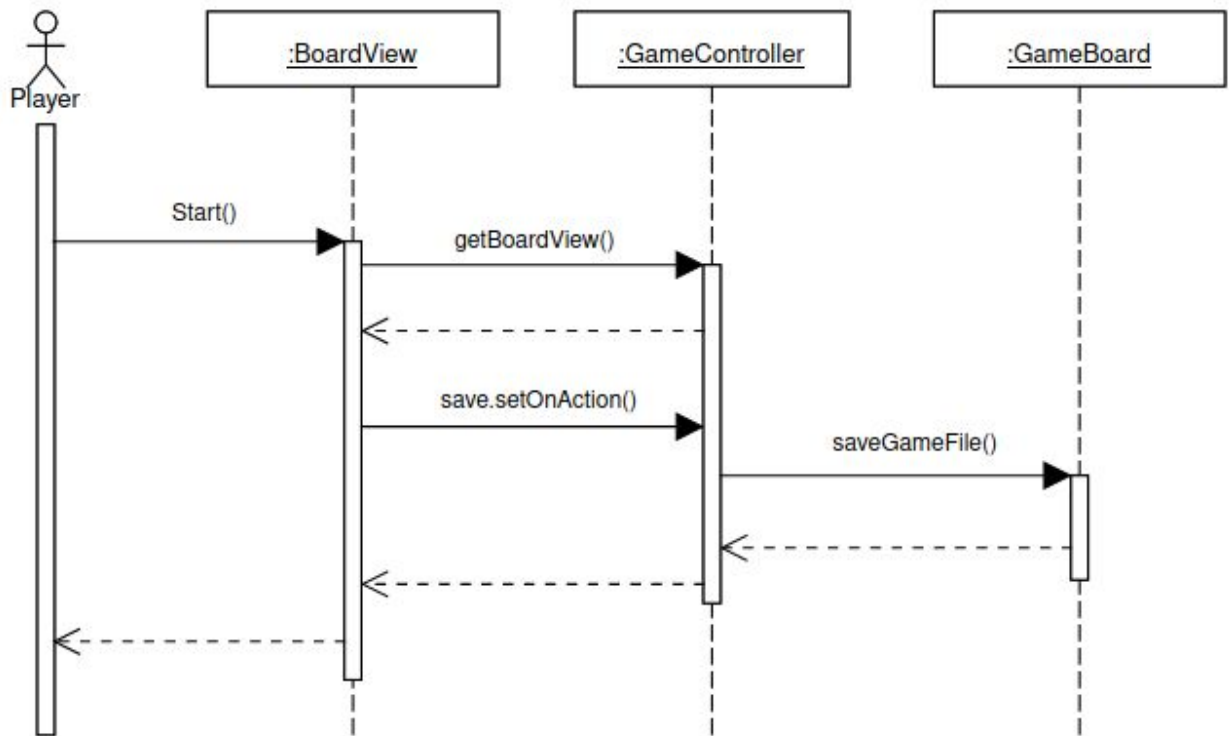 :BoardView
:GameController
:GameBoard
Player
Start()
getBoardView()
save.setOnAction()
saveGameFile()